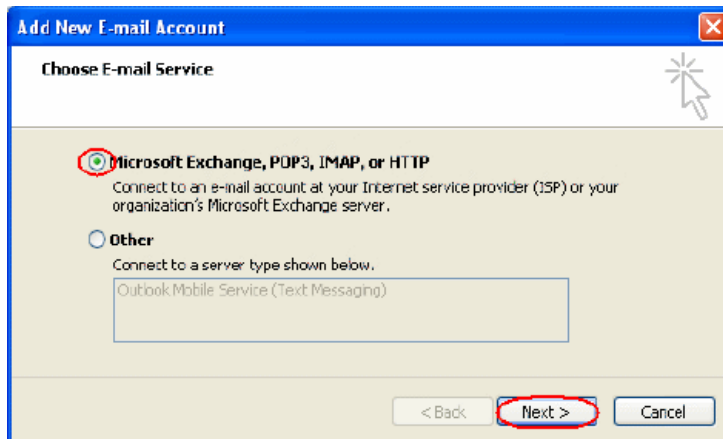 Add New E-mail Account
Choose E-mail Service
Microsoft Exchange, POP3, IMAP, or HTTP
Connect to an e-mail account at your Internet service provider (ISP) or your
organization's Microsoft Exchange server.
Other
Connect to a server type shown below.
Outlook Mobile Service (Text Messaging)
< Back Next > Cancel